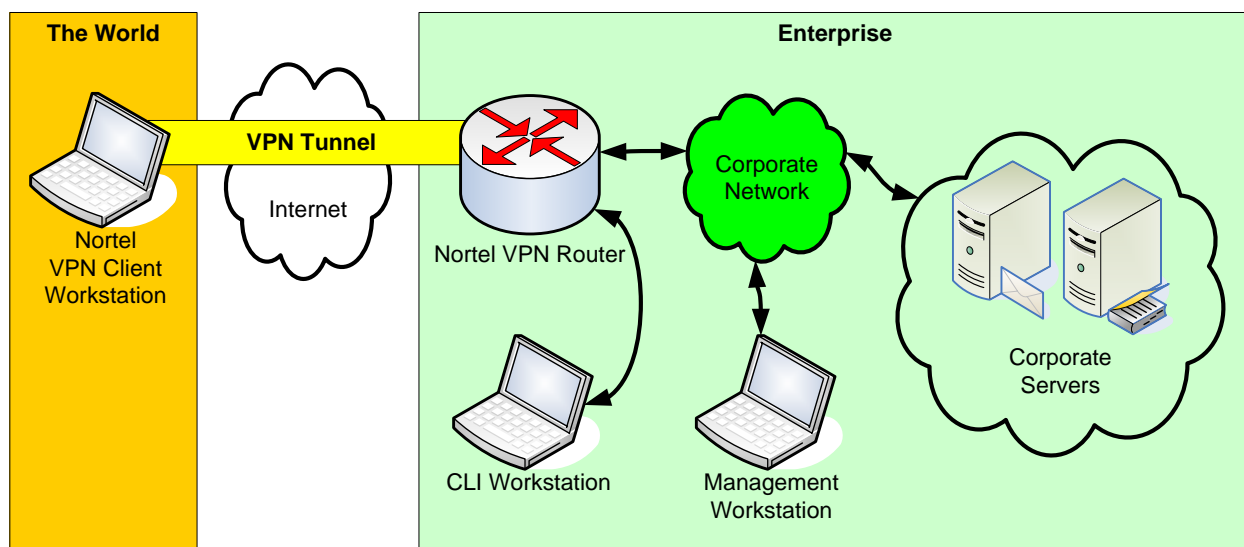 The World
Enterprise
VPN Tunnel
Internet
Nortel
VPN Client
Workstation
Nortel VPN Router
Corporate
Network
Corporate
Servers
CLI Workstation
Management
Workstation